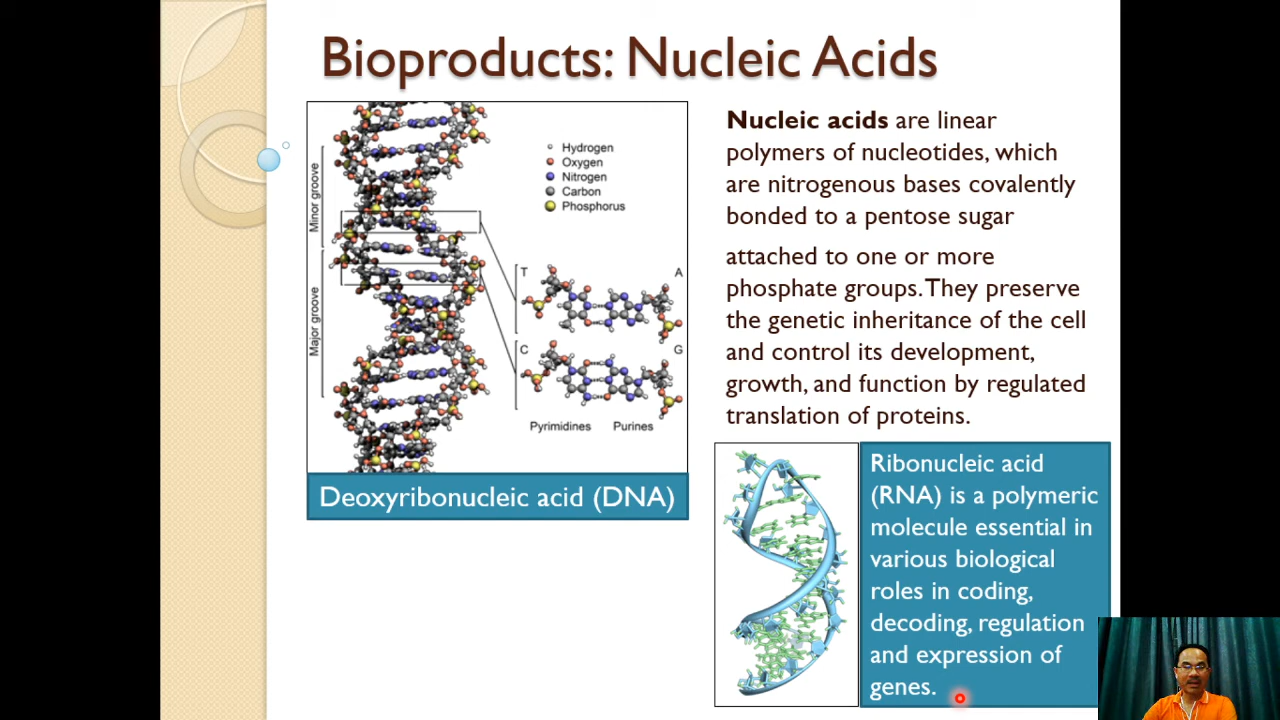 Bioproducts: Nucleic Acids
Minor groove
Major groove
Hydrogen
Oxygen
Nitrogen
Carbon
Phosphorus
T
A
C
G
Pyrimidines
Purines
Deoxyribonucleic acid (DNA)
Nucleic acids are linear
polymers of nucleotides, which
are nitrogenous bases covalently
bonded to a pentose sugar
attached to one or more
phosphate groups. They preserve
the genetic inheritance of the cell
and control its development,
growth, and function by regulated
translation of proteins.
Ribonucleic acid
(RNA) is a polymeric
molecule essential in
various biological
roles in coding,
decoding, regulation
and expression of
genes.